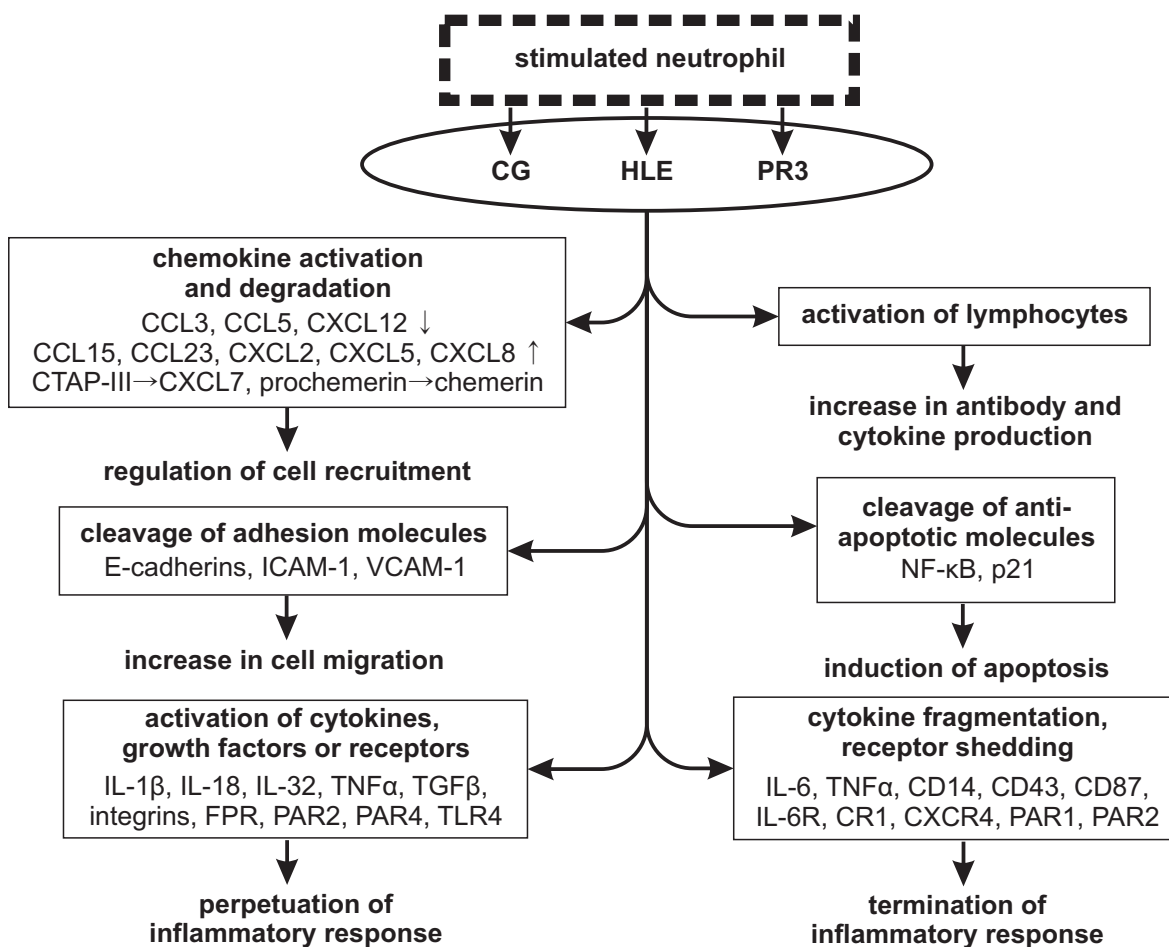 stimulated neutrophil
CG HLE PR3
chemokine activation
and degradation
CCL3, CCL5, CXCL12 ↓
CCL15, CCL23, CXCL2, CXCL5, CXCL8 ↑
CTAP-III→CXCL7, prochemerin→chemerin
regulation of cell recruitment
cleavage of adhesion molecules
E-cadherins, ICAM-1, VCAM-1
increase in cell migration
activation of cytokines,
growth factors or receptors
IL-1β, IL-18, IL-32, TNFα, TGFβ,
integrins, FPR, PAR2, PAR4, TLR4
perpetuation of
inflammatory response
activation of lymphocytes
increase in antibody and
cytokine production
cleavage of anti-
apoptotic molecules
NF-κB, p21
induction of apoptosis
cytokine fragmentation,
receptor shedding
IL-6, TNFα, CD14, CD43, CD87,
IL-6R, CR1, CXCR4, PAR1, PAR2
termination of
inflammatory response